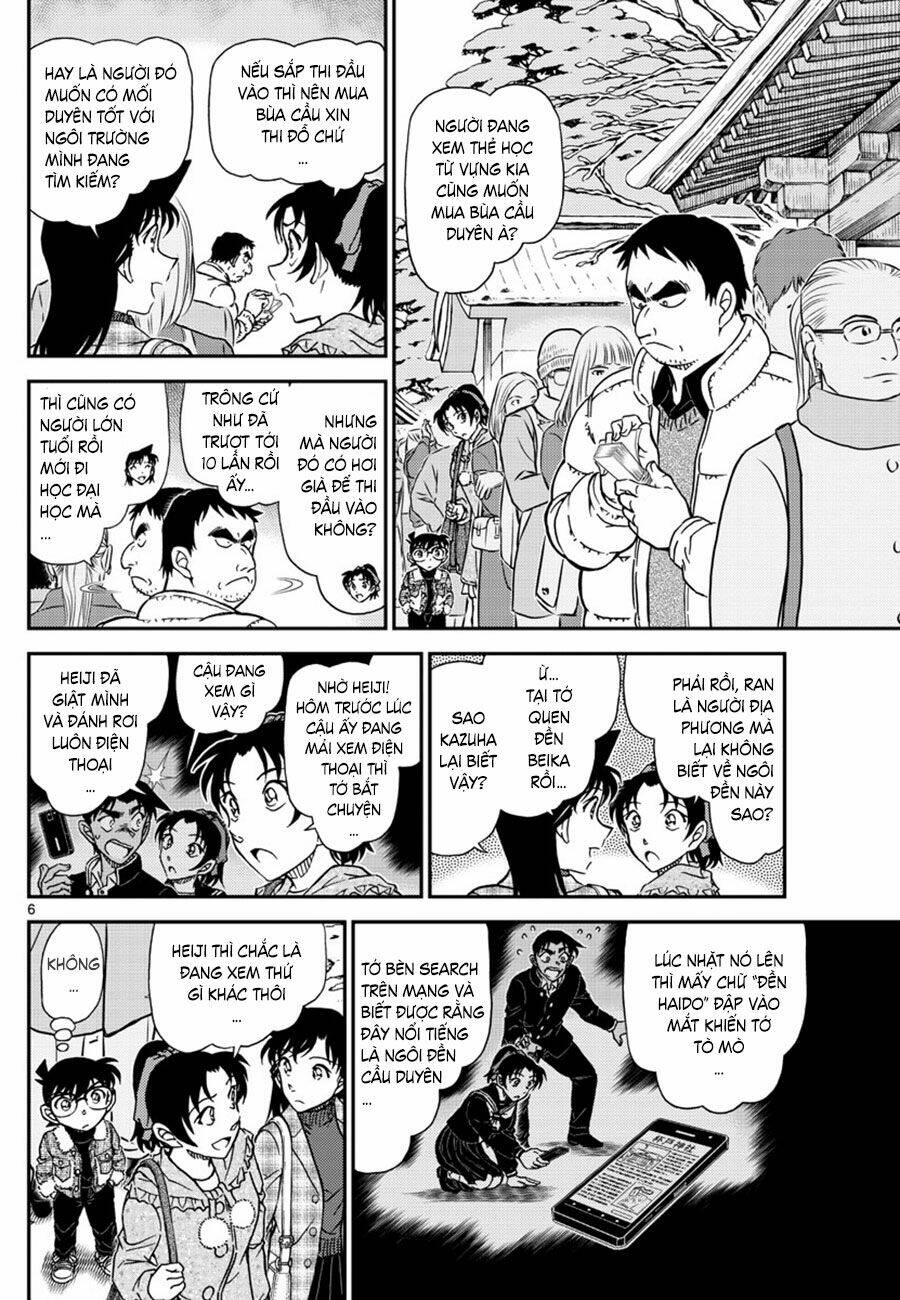 NGƯỜI ĐANG
XEM THẺ HỌC
TỪ VỰNG KIA
CŨNG MUỐN
MUA BÙA CẦU
DUYÊN À?
NẾU SẮP THI ĐẦU
VÀO THÌ NÊN MUA
BÙA CẦU XIN
THI ĐỖ CHỨ
...
HAY LÀ NGƯỜI ĐÓ
MUỐN CÓ MỐI
DUYÊN TỐT VỚI
NGÔI TRƯỜNG
MÌNH ĐANG
TÌM KIẾM?
NHƯNG
MÀ NGƯỜI
ĐÓ CÓ HƠI
GIÀ ĐỂ THI
ĐẦU VÀO
KHÔNG?
TRÔNG CỨ
NHƯ ĐÃ
TRƯỢT TỚI
10 LẦN RỒI
ẤY...
THÌ CŨNG CÓ
NGƯỜI LỚN
TUỔI RỒI
MỚI ĐI
HỌC ĐẠI
HỌC MÀ
...
PHẢI RỒI, RAN
LÀ NGƯỜI ĐỊA
PHƯƠNG MÀ
LẠI KHÔNG
BIẾT VỀ NGÔI
ĐỀN NÀY
SAO?
Ừ...
TẠI TỚ
QUEN
ĐỀN
BEIKA
RỒI...
SAO
KAZUHA
LẠI BIẾT
VẬY?
NHỜ HEIJI!
HÔM TRƯỚC LÚC
CẬU ẤY ĐANG
MẢI XEM ĐIỆN
THOẠI THÌ
TỚ BẮT
CHUYỆN
...
CẬU ĐANG
XEM GÌ
VẬY?
HEIJI ĐÃ
GIẬT MÌNH
VÀ ĐÁNH RƠI
LUÔN ĐIỆN
THOẠI
...
6
LÚC NHẶT NÓ LÊN
THÌ MẤY CHỮ "ĐỀN
HAIDO" ĐẬP VÀO
MẮT KHIẾN TỚ
TÒ MÒ
...
TỚ BÈN SEARCH
TRÊN MẠNG VÀ
BIẾT ĐƯỢC RẰNG
ĐÂY NỔI TIẾNG
LÀ NGÔI ĐỀN
CẦU DUYÊN
...
HEIJI THÌ CHẮC LÀ
ĐANG XEM THỨ
GÌ KHÁC THÔI
...
KHÔNG
...